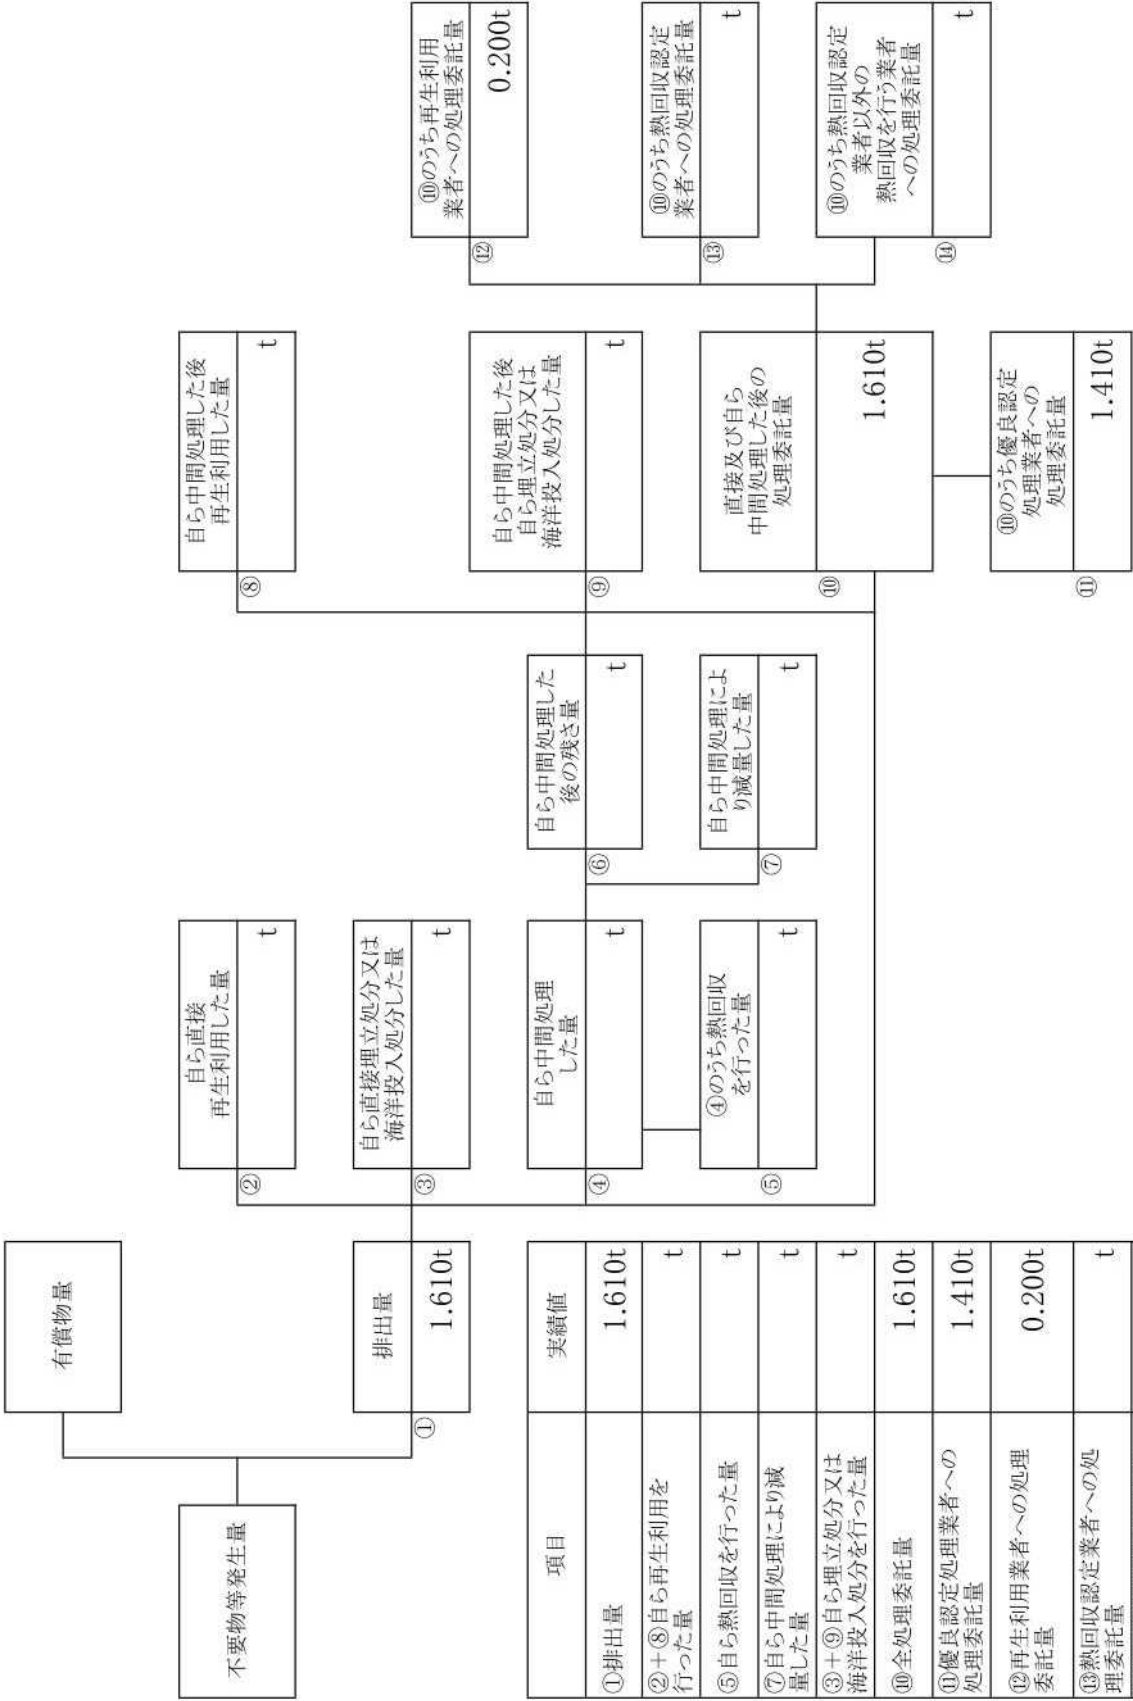 不要物等発生量
有償物量
①
排出量
1.610t
②
自ら直接
再生利用した量
t
③
自ら直接埋立処分又は
海洋投入処分した量
t
④
自ら中間処理
した量
t
⑤
④のうち熱回収
を行った量
t
⑥
自ら中間処理した
後の残さ量
t
⑦
自ら中間処理によ
り減量した量
t
⑧
自ら中間処理した後
再生利用した量
t
⑨
自ら中間処理した後
自ら埋立処分又は
海洋投入処分した量
t
⑩
直接及び自ら
中間処理した後の
処理委託量
1.610t
⑪
⑩のうち優良認定
処理業者への
処理委託量
1.410t
⑫
⑩のうち再生利用
業者への処理委託量
0.200t
⑬
⑩のうち熱回収認定
業者への処理委託量
t
⑭
⑩のうち熱回収認定
業者以外の
熱回収を行う業者
への処理委託量
t
項目 実績値
①排出量 1.610t
②+⑧自ら再生利用を
行った量 t
⑤自ら熱回収を行った量 t
⑦自ら中間処理により減
量した量 t
③+⑨自ら埋立処分又は
海洋投入処分を行った量 t
⑩全処理委託量 1.610t
⑪優良認定処理業者への
処理委託量 1.410t
⑫再生利用業者への処理
委託量 0.200t
⑬熱回収認定業者への処
理委託量 t